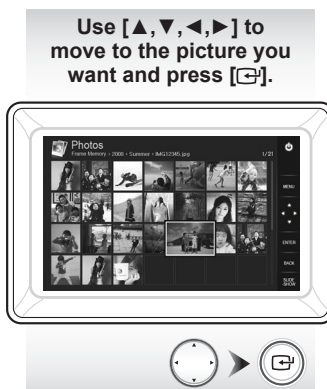 Use [▲,▼,◄,►] to
move to the picture you
want and press [⏎].
Photos
Frame Memory › 2008 › Summer › IMG12345.jpg
1/21
MENU
ENTER
BACK
SLIDE
SHOW